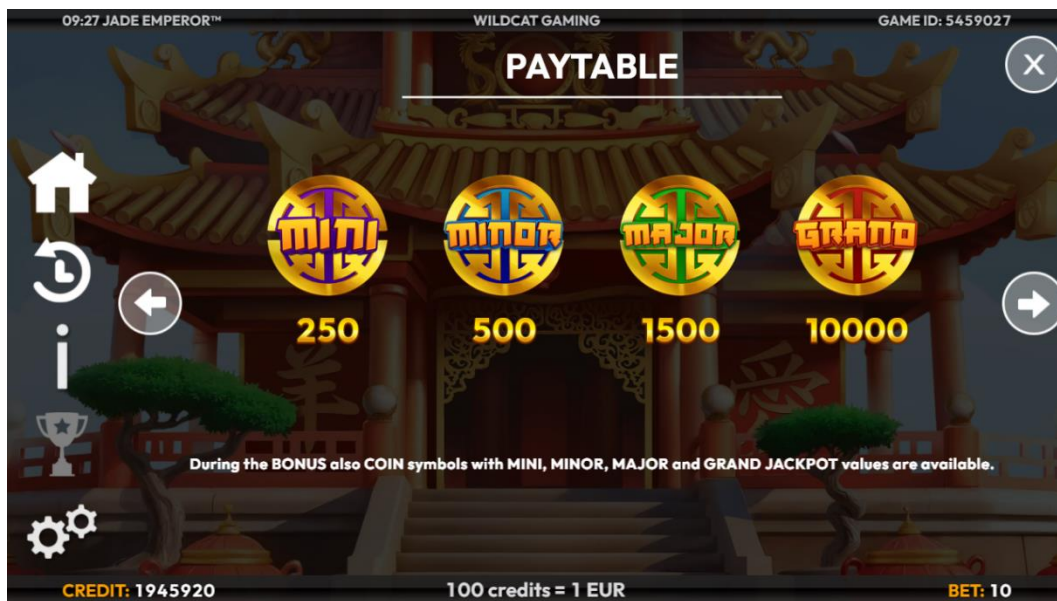 09:27 JADE EMPEROR™ WILDCAT GAMING GAME ID: 5459027
PAYTABLE
X
MINI MINOR MAJOR GRAND
250 500 1500 10000
羊 愛
During the BONUS also COIN symbols with MINI, MINOR, MAJOR and GRAND JACKPOT values are available.
CREDIT: 1945920 100 credits = 1 EUR BET: 10